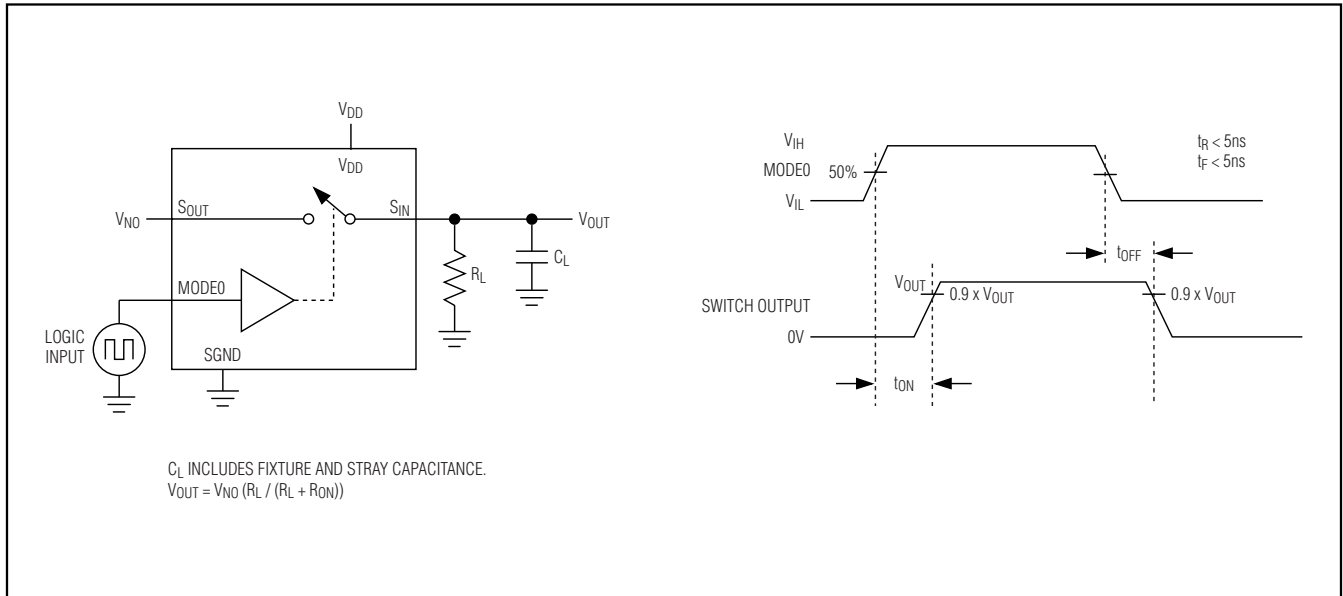 VDD
VDD
VNO
SOUT
SIN
VOUT
RL
CL
MODE0
LOGIC
INPUT
SGND
CL INCLUDES FIXTURE AND STRAY CAPACITANCE.
VOUT = VNO (RL / (RL + RON))
VIH
MODE0
50%
VIL
tR < 5ns
tF < 5ns
tOFF
VOUT
0.9 x VOUT
0.9 x VOUT
SWITCH OUTPUT
0V
tON